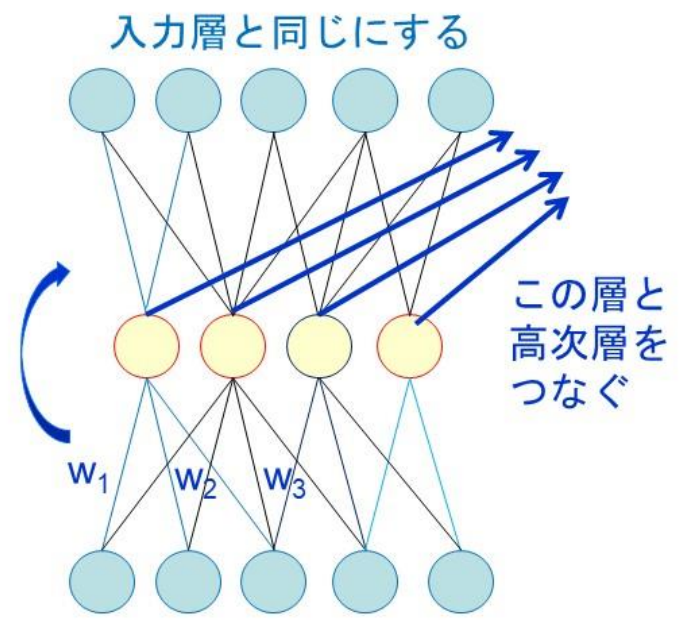 入力層と同じにする
この層と
高次層を
つなぐ
w₁
w₂
w₃